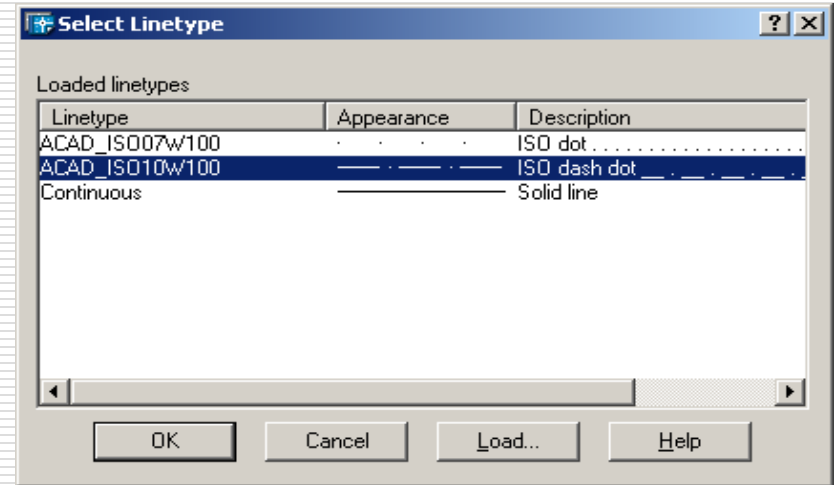 Select Linetype
Loaded linetypes
Linetype Appearance Description
ACAD_ISO07W100 ISO dot . . . . . . . . . . . . . . . . . .
ACAD_ISO10W100 ISO dash dot __ . __ . __ . __ . _
Continuous Solid line
OK Cancel Load... Help